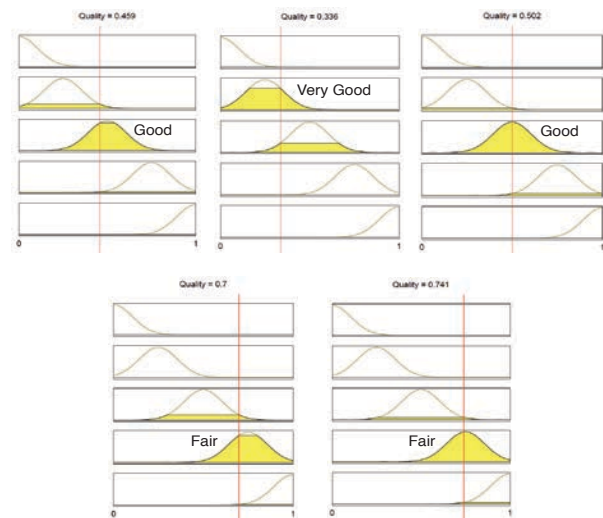 Quality = 0.459
Good
0 1
Quality = 0.336
Very Good
0 1
Quality = 0.502
Good
0 1
Quality = 0.7
Fair
0 1
Quality = 0.741
Fair
0 1